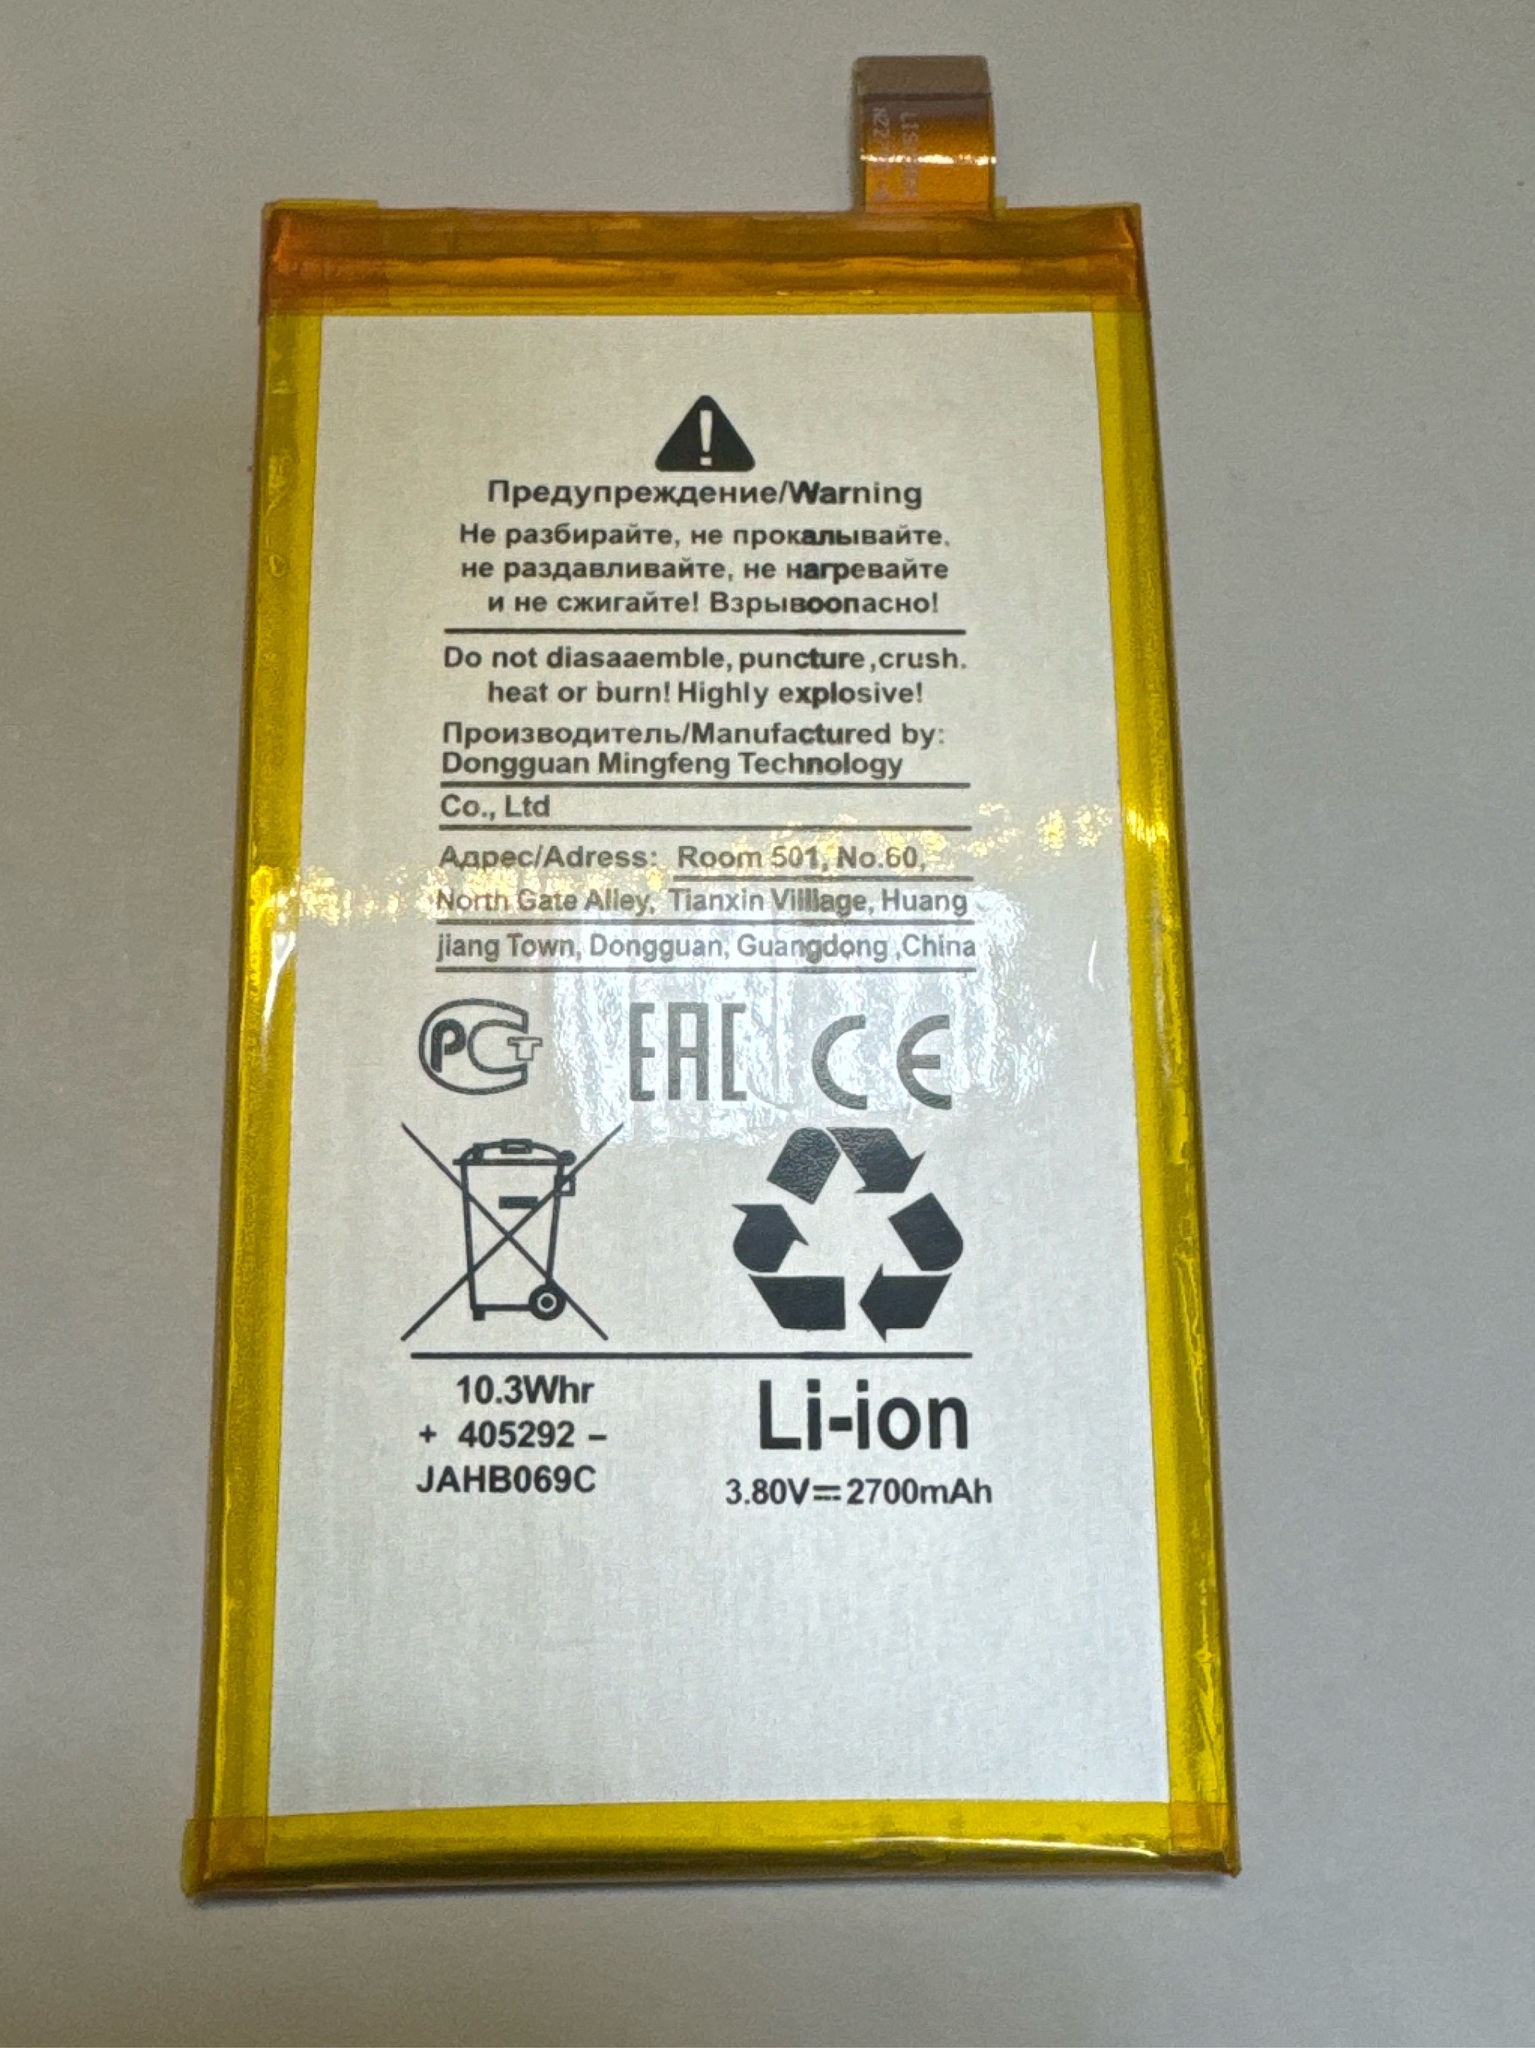 Предупреждение/Warning
Не разбирайте, не прокалывайте.
не раздавливайте, не нагревайте
и не сжигайте! Взрывоопасно!
Do not diasaaemble, puncture ,crush.
heat or burn! Highly explosive!
Производитель/Manufactured by:
Dongguan Mingfeng Technology
Co., Ltd
Адрес/Adress: Room 501, No.60,
North Gate Alley, Tianxin Villlage, Huang
jiang Town, Dongguan, Guangdong ,China
РСТ EAC CE
10.3Whr
+ 405292 –
JAHB069C
Li-ion
3.80V⎓2700mAh